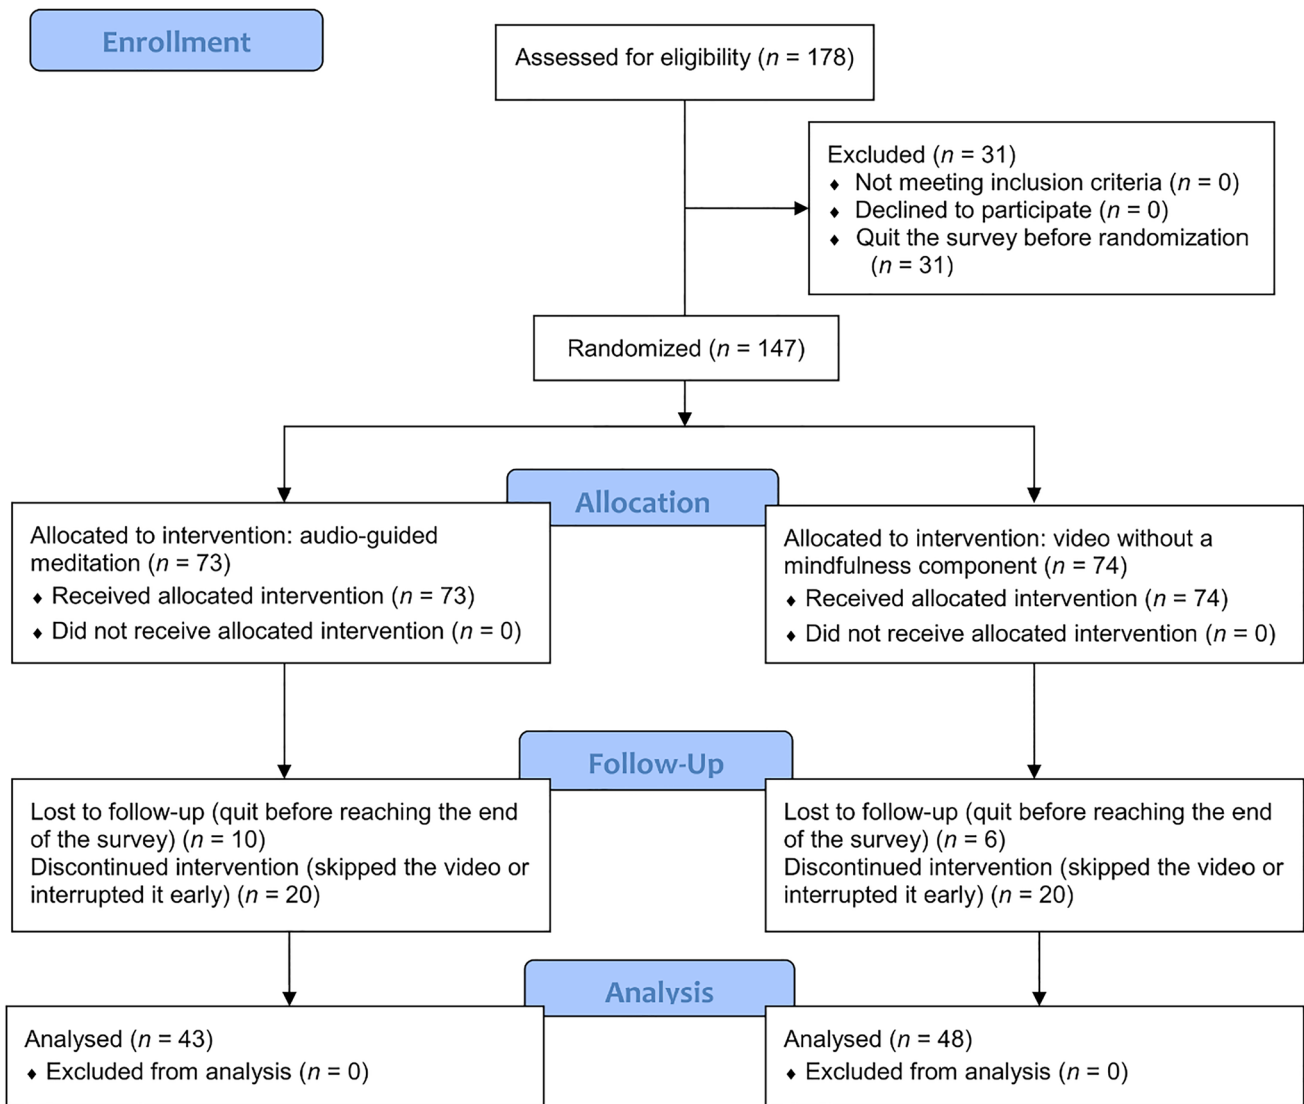 Enrollment
Assessed for eligibility (n = 178)
Excluded (n = 31)
♦ Not meeting inclusion criteria (n = 0)
♦ Declined to participate (n = 0)
♦ Quit the survey before randomization
(n = 31)
Randomized (n = 147)
Allocation
Allocated to intervention: audio-guided
meditation (n = 73)
♦ Received allocated intervention (n = 73)
♦ Did not receive allocated intervention (n = 0)
Allocated to intervention: video without a
mindfulness component (n = 74)
♦ Received allocated intervention (n = 74)
♦ Did not receive allocated intervention (n = 0)
Follow-Up
Lost to follow-up (quit before reaching the end
of the survey) (n = 10)
Discontinued intervention (skipped the video or
interrupted it early) (n = 20)
Lost to follow-up (quit before reaching the end
of the survey) (n = 6)
Discontinued intervention (skipped the video or
interrupted it early) (n = 20)
Analysis
Analysed (n = 43)
♦ Excluded from analysis (n = 0)
Analysed (n = 48)
♦ Excluded from analysis (n = 0)